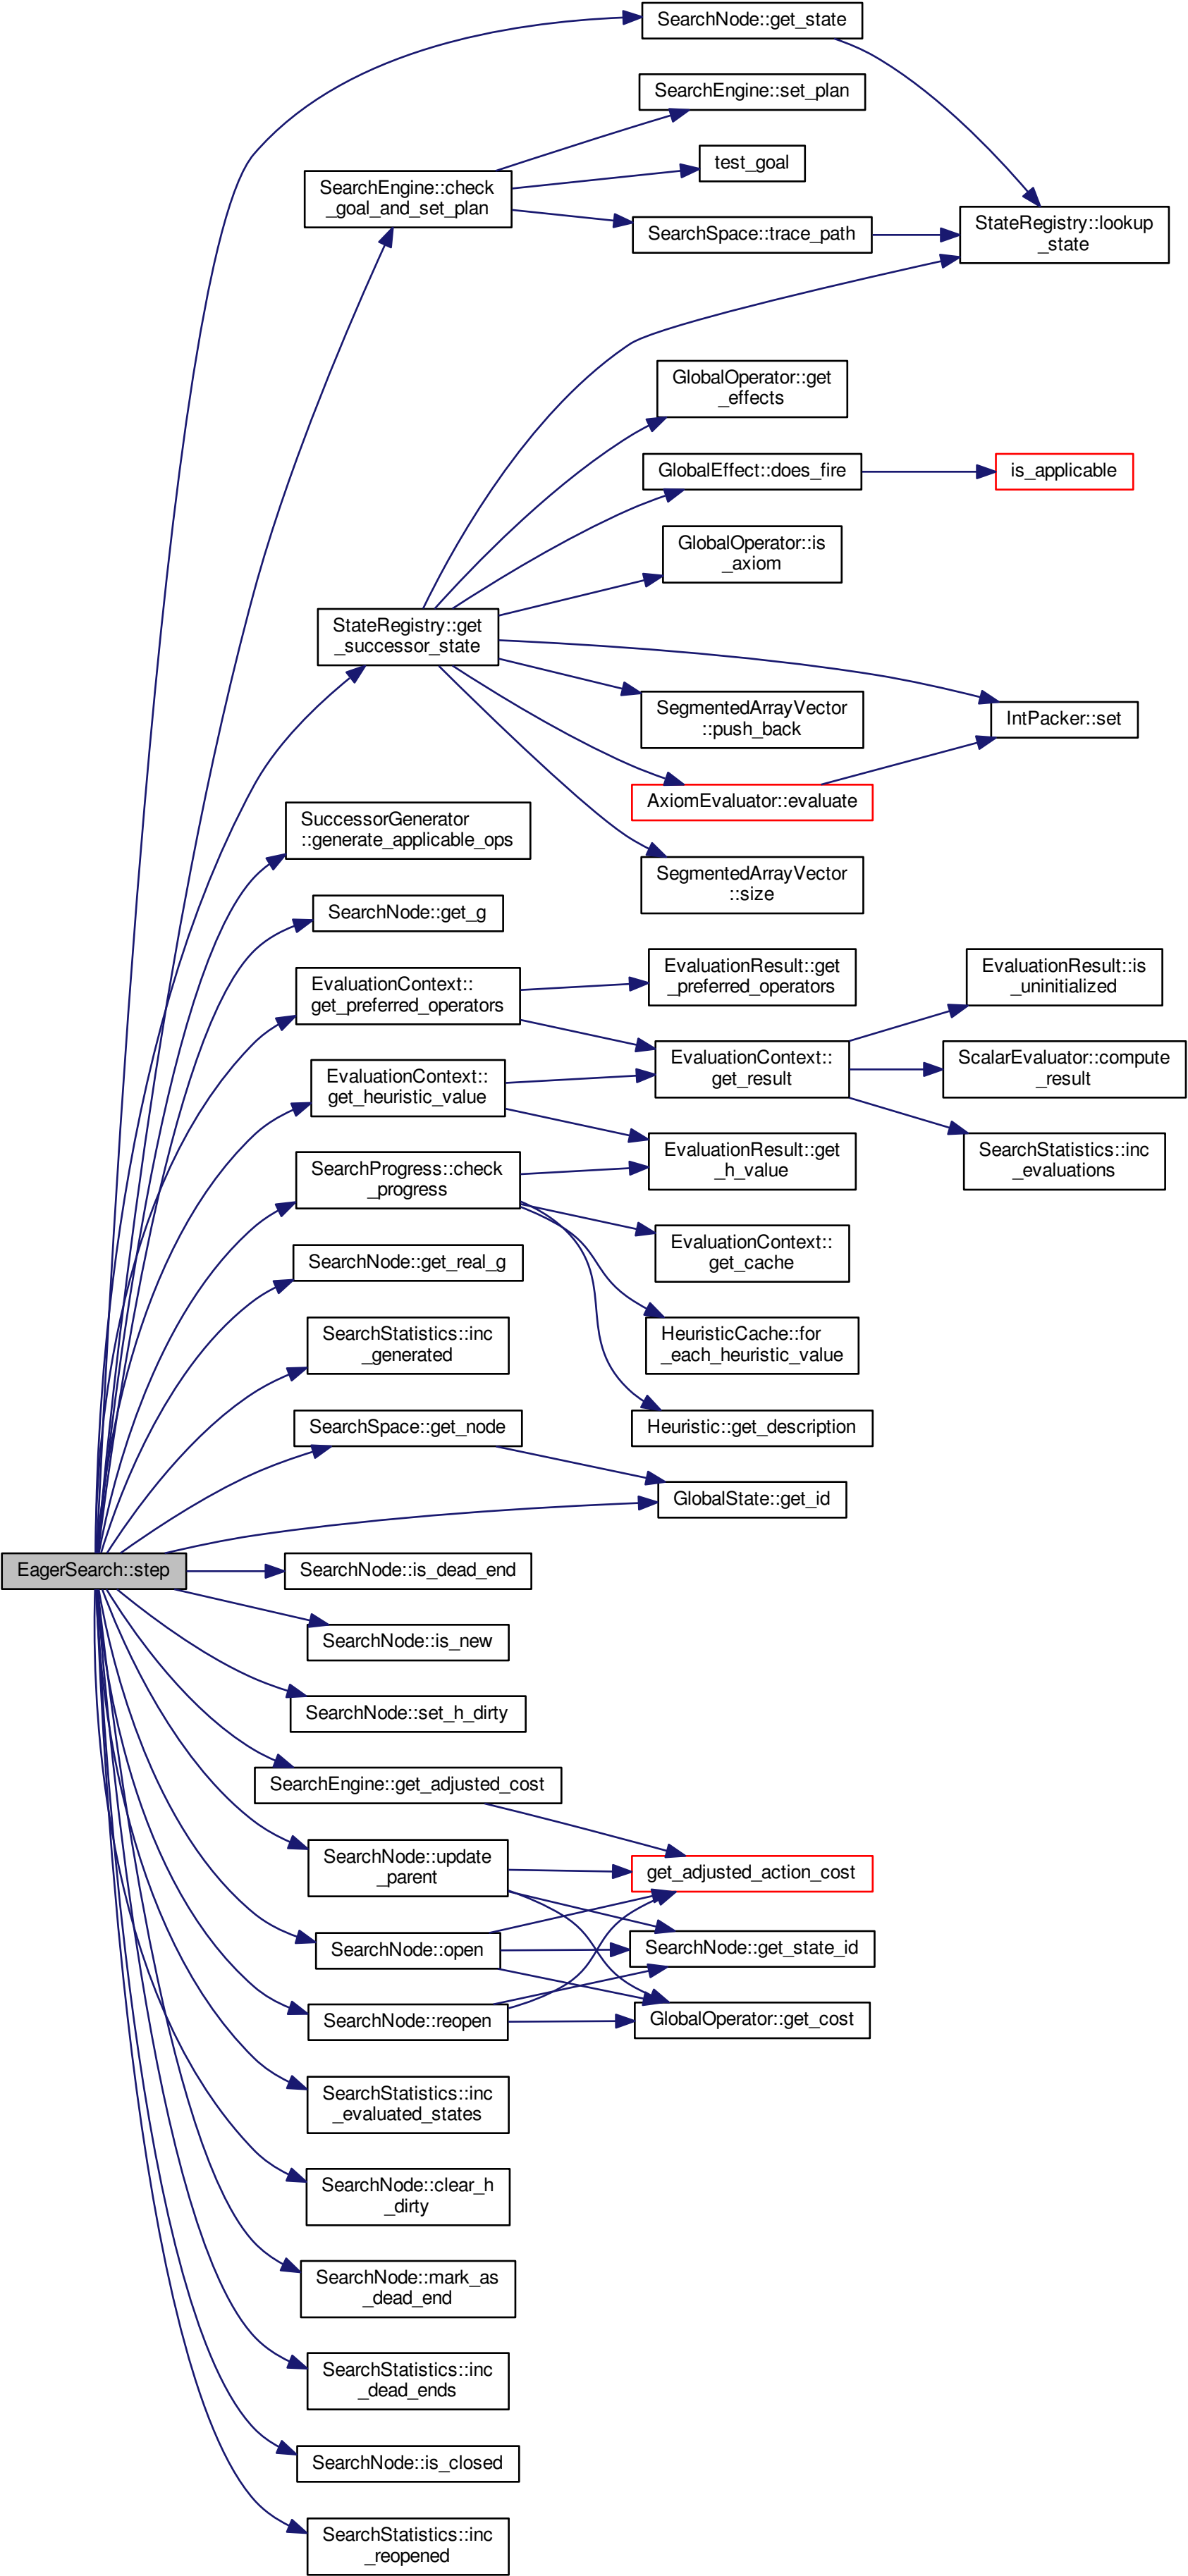 SearchNode::get_state
SearchEngine::set_plan
test_goal
SearchEngine::check
_goal_and_set_plan
SearchSpace::trace_path
StateRegistry::lookup
_state
GlobalOperator::get
_effects
GlobalEffect::does_fire
is_applicable
GlobalOperator::is
_axiom
StateRegistry::get
_successor_state
SegmentedArrayVector
::push_back
IntPacker::set
AxiomEvaluator::evaluate
SuccessorGenerator
::generate_applicable_ops
SegmentedArrayVector
::size
SearchNode::get_g
EvaluationContext::
get_preferred_operators
EvaluationResult::get
_preferred_operators
EvaluationResult::is
_uninitialized
EvaluationContext::
get_result
ScalarEvaluator::compute
_result
EvaluationContext::
get_heuristic_value
EvaluationResult::get
_h_value
SearchStatistics::inc
_evaluations
SearchProgress::check
_progress
EvaluationContext::
get_cache
SearchNode::get_real_g
SearchStatistics::inc
_generated
HeuristicCache::for
_each_heuristic_value
SearchSpace::get_node
Heuristic::get_description
GlobalState::get_id
EagerSearch::step
SearchNode::is_dead_end
SearchNode::is_new
SearchNode::set_h_dirty
SearchEngine::get_adjusted_cost
SearchNode::update
_parent
get_adjusted_action_cost
SearchNode::open
SearchNode::get_state_id
SearchNode::reopen
GlobalOperator::get_cost
SearchStatistics::inc
_evaluated_states
SearchNode::clear_h
_dirty
SearchNode::mark_as
_dead_end
SearchStatistics::inc
_dead_ends
SearchNode::is_closed
SearchStatistics::inc
_reopened